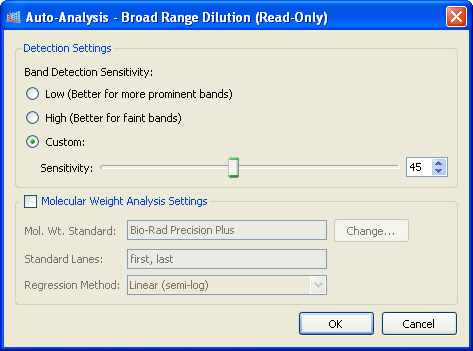 Auto-Analysis - Broad Range Dilution (Read-Only)
Detection Settings
Band Detection Sensitivity:
Low (Better for more prominent bands)
High (Better for faint bands)
Custom:
Sensitivity: 45
Molecular Weight Analysis Settings
Mol. Wt. Standard: Bio-Rad Precision Plus Change...
Standard Lanes: first, last
Regression Method: Linear (semi-log)
OK Cancel